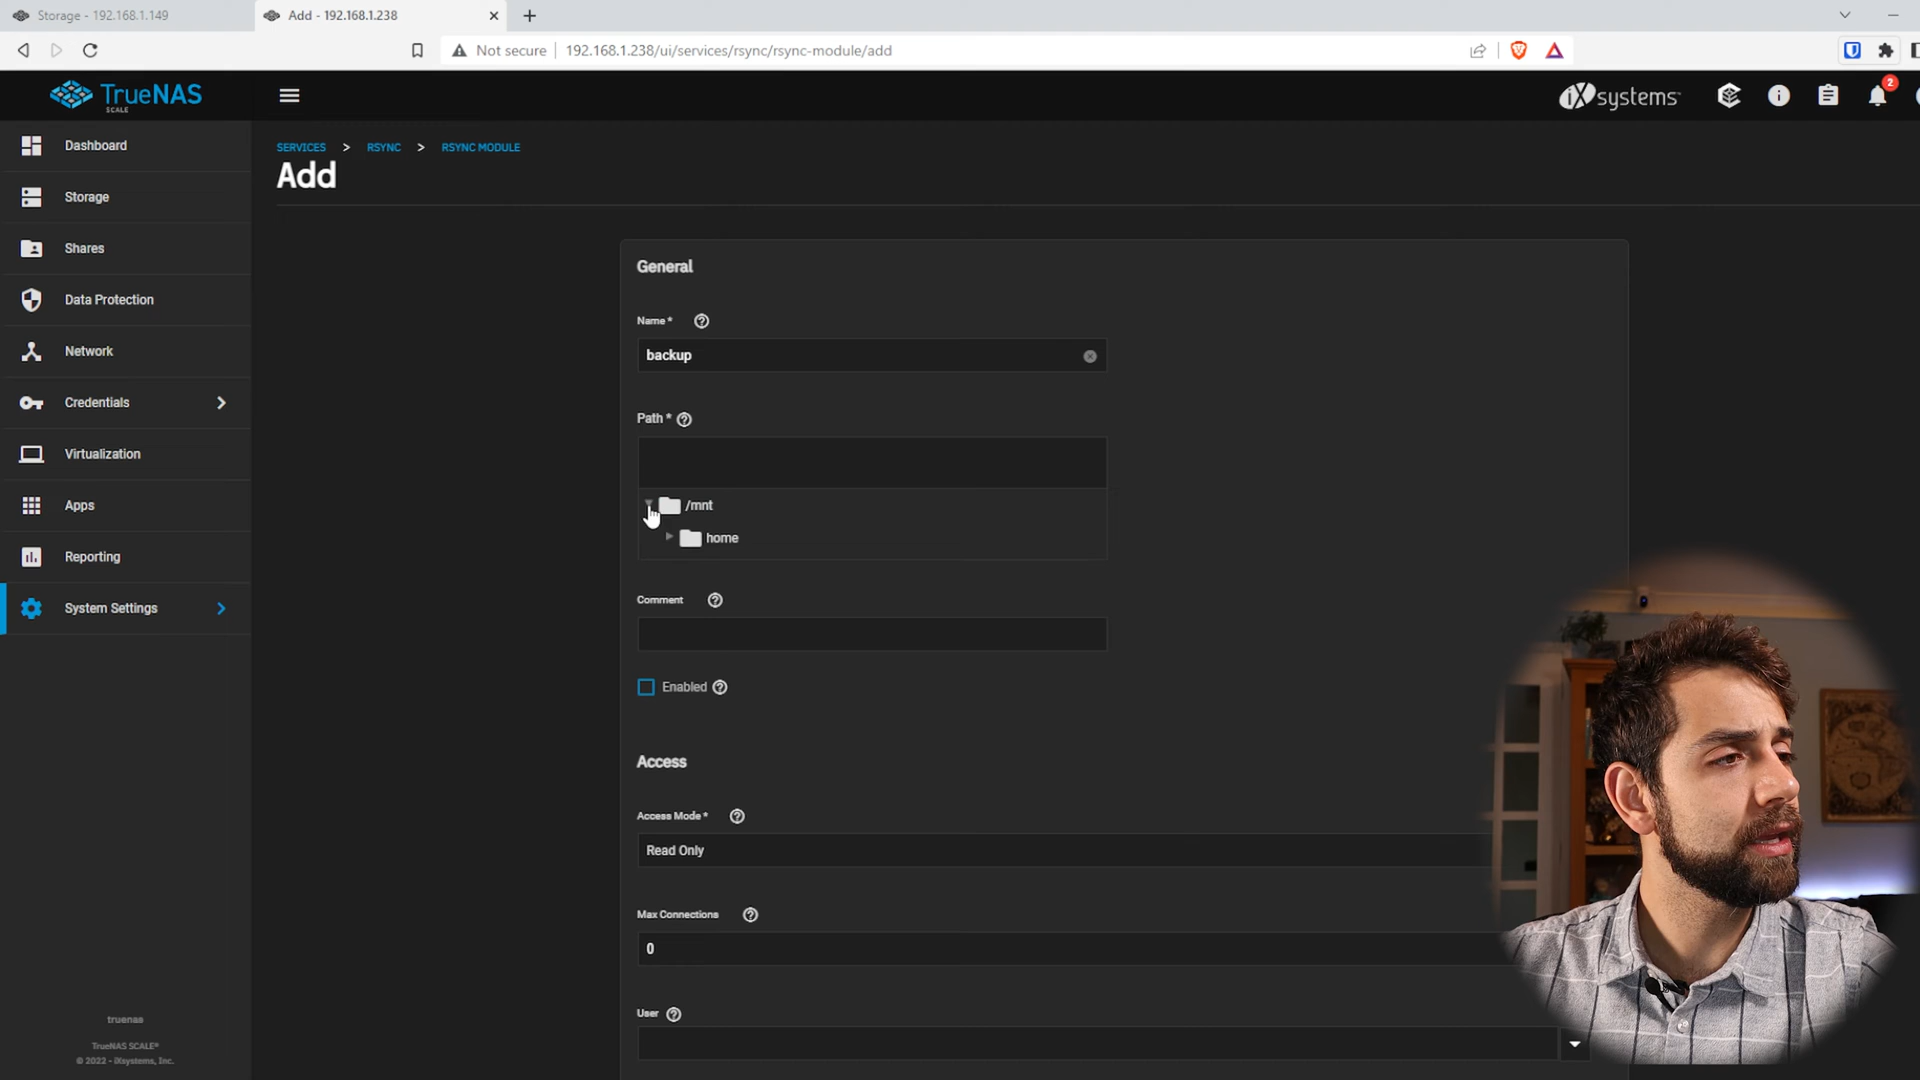 Storage - 192.168.1.149
Add - 192.168.1.238
Not secure
192.168.1.238/ui/services/rsync/rsync-module/add
TrueNAS
SCALE
iXsystems
2
Dashboard
Storage
Shares
Data Protection
Network
Credentials
Virtualization
Apps
Reporting
System Settings
truenas
TrueNAS SCALE®
© 2022 - iXsystems, Inc.
SERVICES > RSYNC > RSYNC MODULE
Add
General
Name *
backup
Path *
/mnt
home
Comment
Enabled
Access
Access Mode *
Read Only
Max Connections
0
User